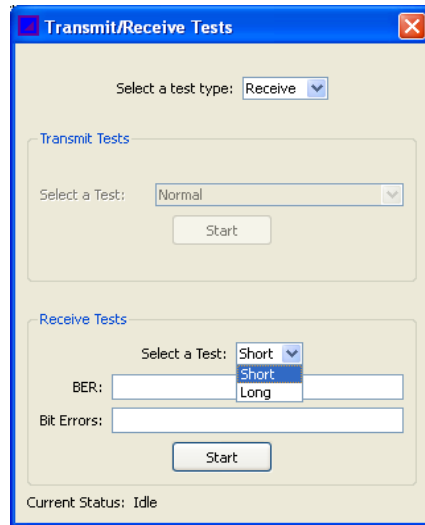 Transmit/Receive Tests
Select a test type: Receive
Transmit Tests
Select a Test: Normal
Start
Receive Tests
Select a Test: Short
Short
BER:
Long
Bit Errors:
Start
Current Status: Idle